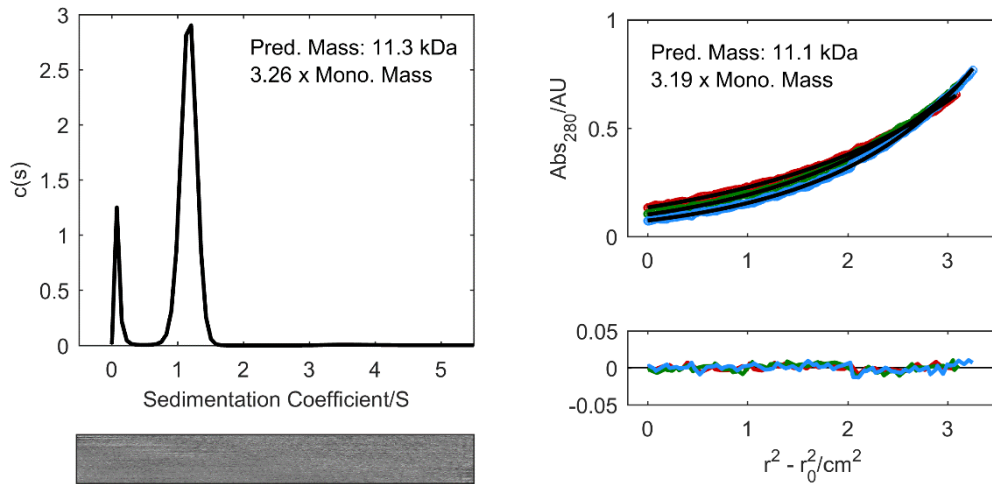 3
2.5
2
1.5
1
0.5
0
c(s)
Pred. Mass: 11.3 kDa
3.26 x Mono. Mass
0 1 2 3 4 5
Sedimentation Coefficient/S
1
0.5
0
Abs280/AU
Pred. Mass: 11.1 kDa
3.19 x Mono. Mass
0 1 2 3
0.05
0
-0.05
0 1 2 3
r² - r₀²/cm²